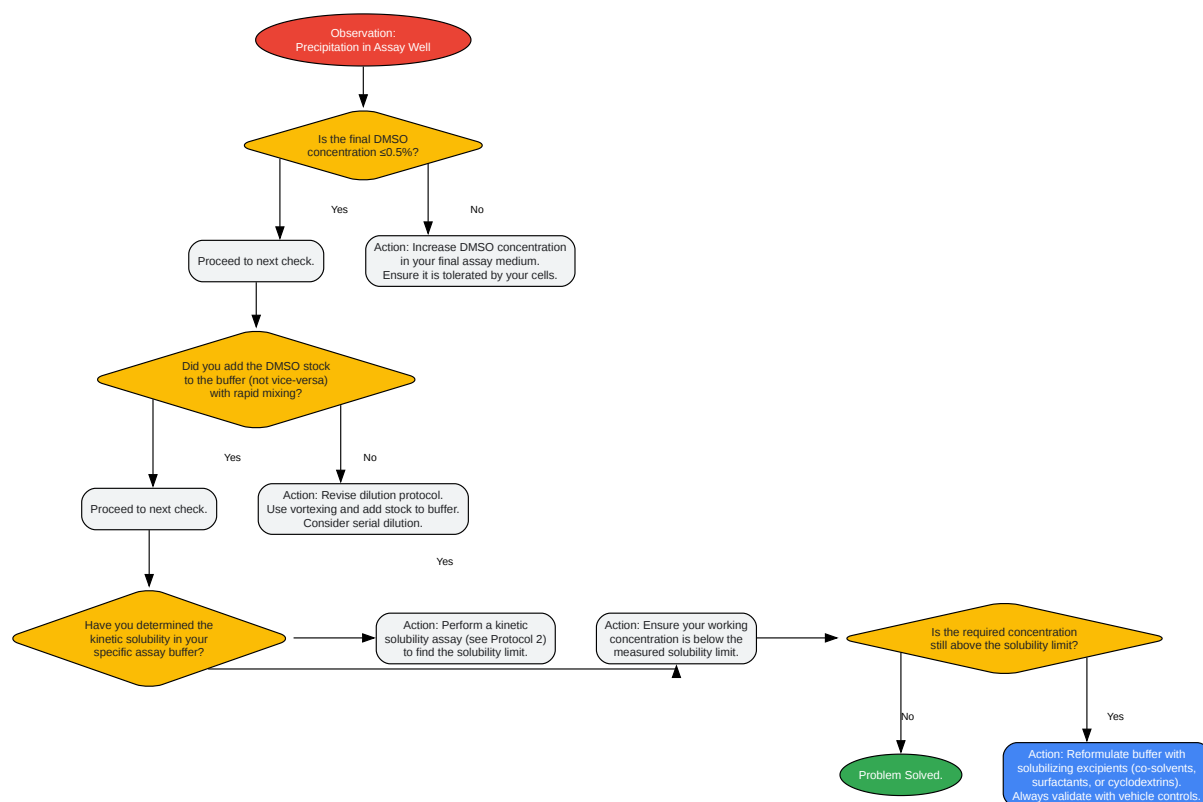 Observation:
Precipitation in Assay Well
Is the final DMSO
concentration ≤0.5%?
Yes
No
Proceed to next check.
Action: Increase DMSO concentration
in your final assay medium.
Ensure it is tolerated by your cells.
Did you add the DMSO stock
to the buffer (not vice-versa)
with rapid mixing?
Yes
No
Proceed to next check.
Action: Revise dilution protocol.
Use vortexing and add stock to buffer.
Consider serial dilution.
Yes
Have you determined the
kinetic solubility in your
specific assay buffer?
Action: Perform a kinetic
solubility assay (see Protocol 2)
to find the solubility limit.
Action: Ensure your working
concentration is below the
measured solubility limit.
Is the required concentration
still above the solubility limit?
No
Yes
Problem Solved.
Action: Reformulate buffer with
solubilizing excipients (co-solvents,
surfactants, or cyclodextrins).
Always validate with vehicle controls.